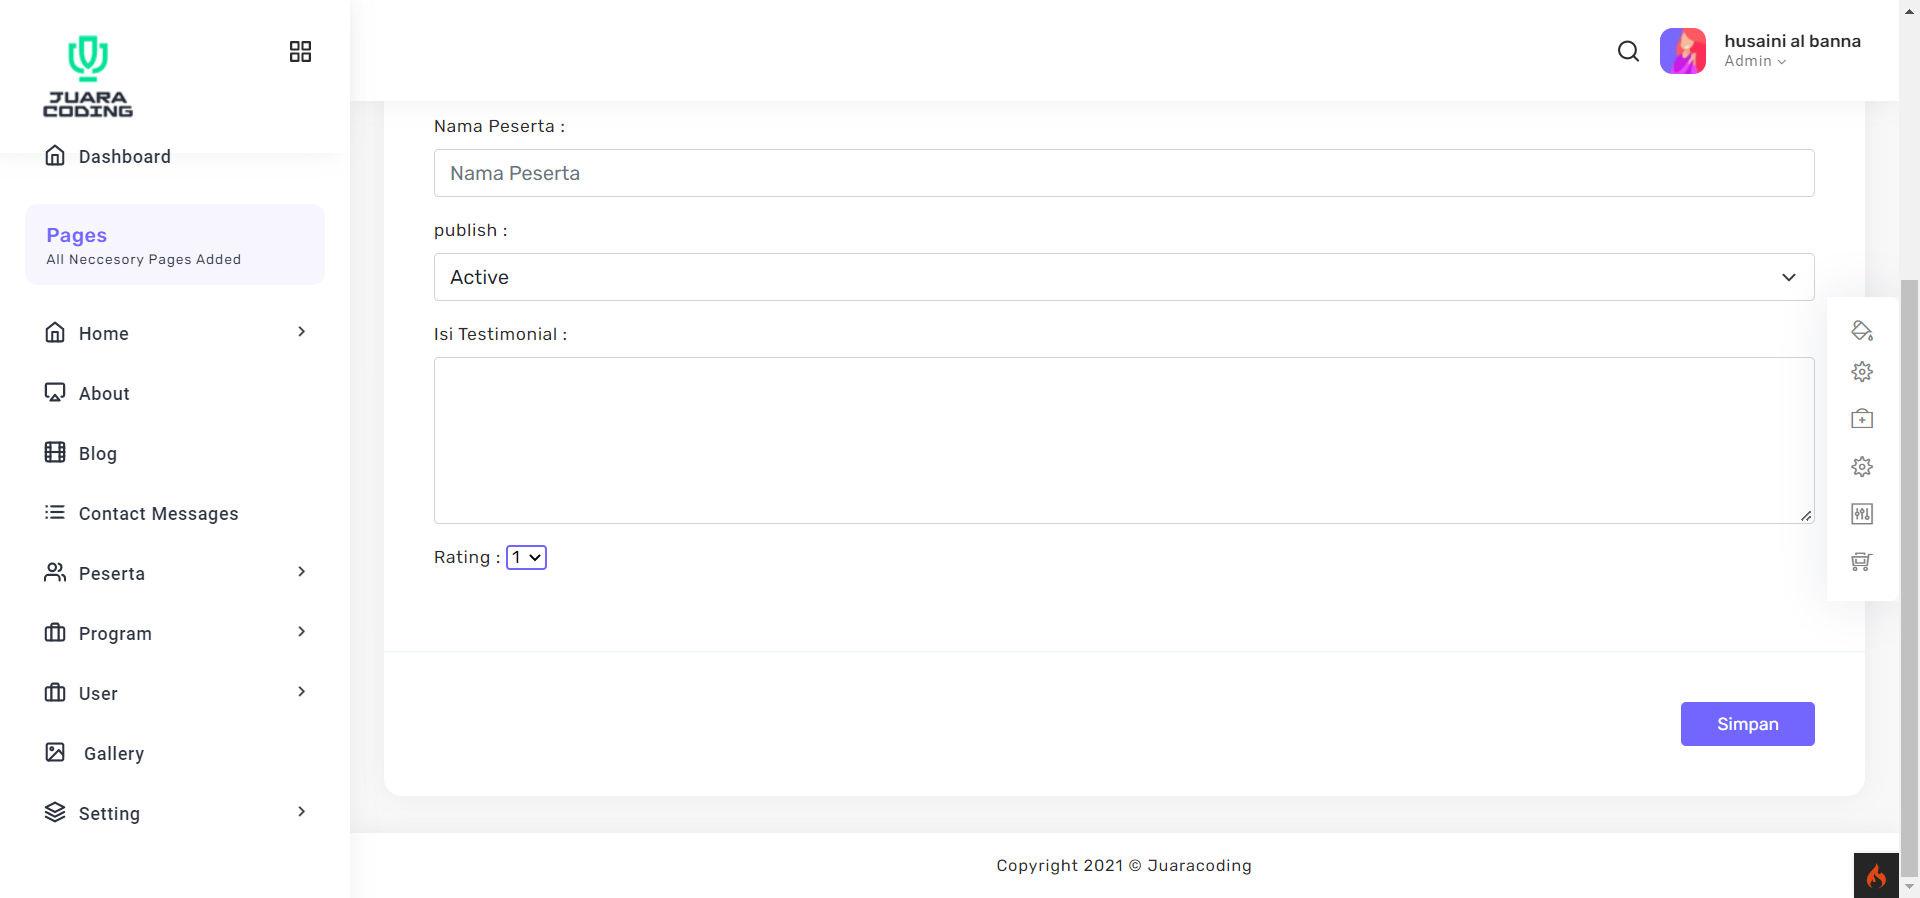 JUARA
CODING
Dashboard
Pages
All Neccesory Pages Added
Home
About
Blog
Contact Messages
Peserta
Program
User
Gallery
Setting
husaini al banna
Admin
Nama Peserta :
Nama Peserta
publish :
Active
Isi Testimonial :
Rating : 1
Simpan
Copyright 2021 © Juaracoding